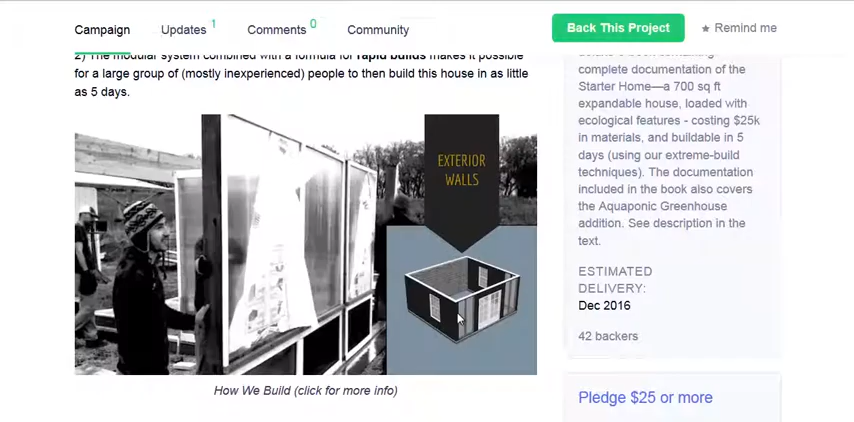 Campaign
Updates 1
Comments 0
Community
Back This Project
★ Remind me
2) The modular system combined with a formula for rapid builds makes it possible
for a large group of (mostly inexperienced) people to then build this house in as little
as 5 days.
EXTERIOR
WALLS
How We Build (click for more info)
complete documentation of the
Starter Home—a 700 sq ft
expandable house, loaded with
ecological features - costing $25k
in materials, and buildable in 5
days (using our extreme-build
techniques). The documentation
included in the book also covers
the Aquaponic Greenhouse
addition. See description in the
text.
ESTIMATED
DELIVERY:
Dec 2016
42 backers
Pledge $25 or more